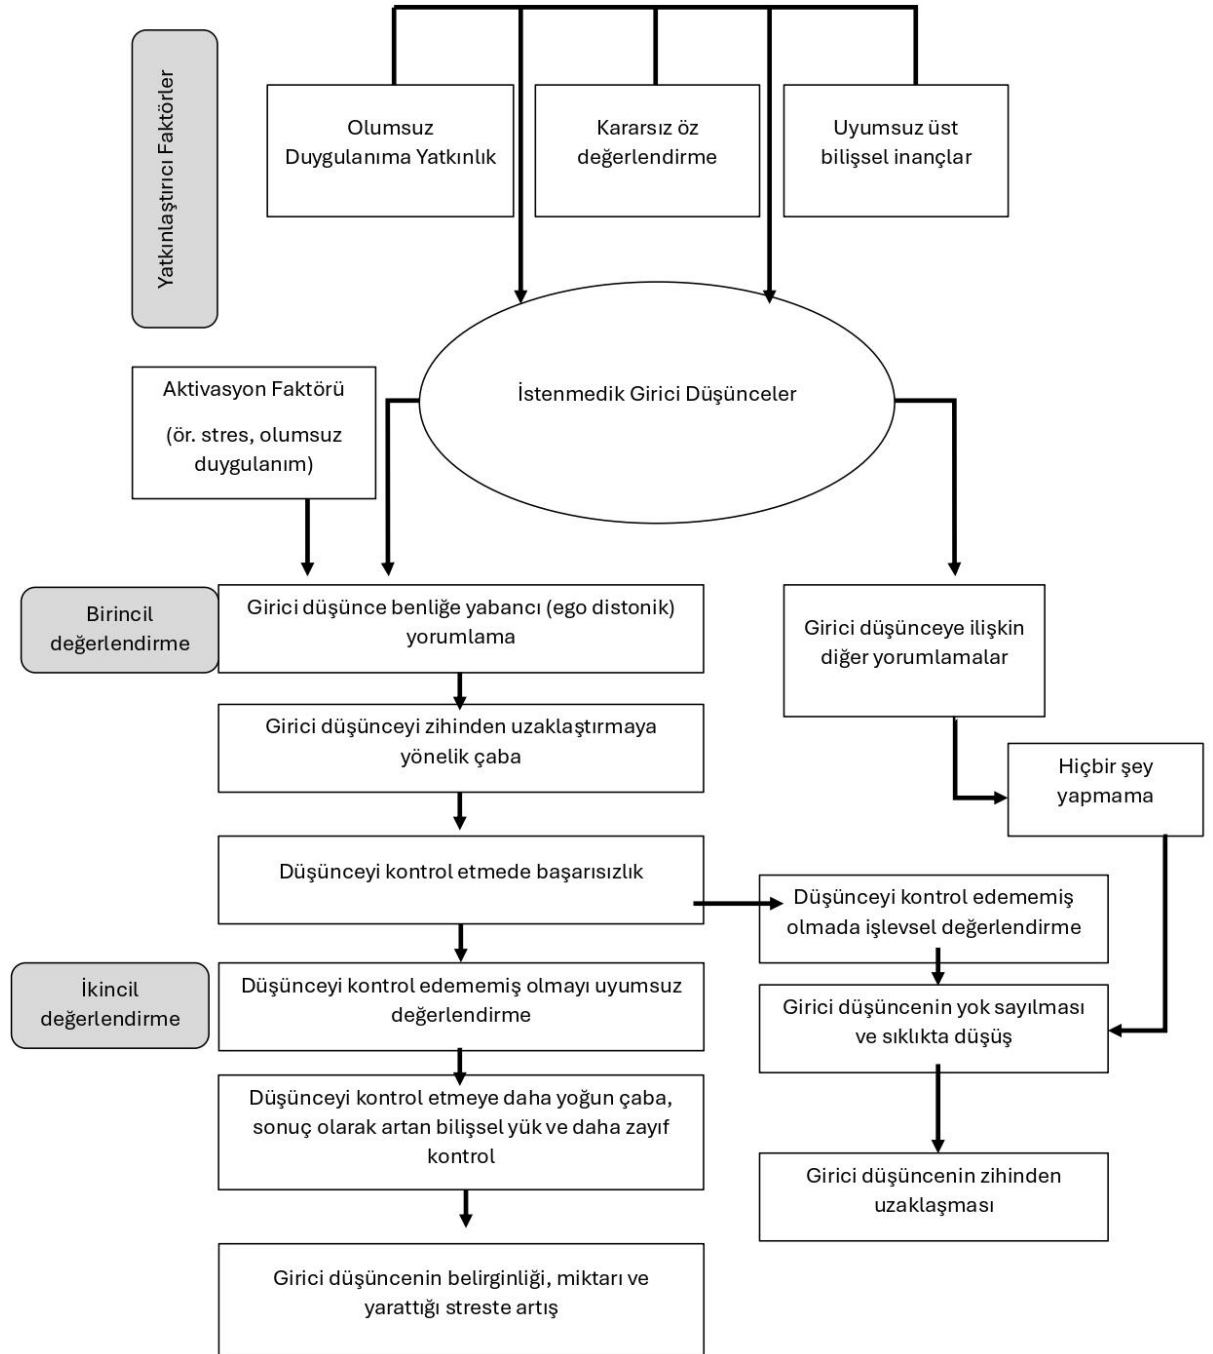 Yatkınlaştırıcı Faktörler
Olumsuz
Duygulanıma Yatkınlık
Kararsız öz
değerlendirme
Uyumsuz üst
bilişsel inançlar
İstenmedik Girici Düşünceler
Aktivasyon Faktörü
(ör. stres, olumsuz
duygulanım)
Birincil
değerlendirme
Girici düşünce benliğe yabancı (ego distonik)
yorumlama
Girici düşünceye ilişkin
diğer yorumlamalar
Girici düşünceyi zihinden uzaklaştırmaya
yönelik çaba
Hiçbir şey
yapmama
Düşünceyi kontrol etmede başarısızlık
Düşünceyi kontrol edememiş
olmada işlevsel değerlendirme
İkincil
değerlendirme
Düşünceyi kontrol edememiş olmayı uyumsuz
değerlendirme
Girici düşüncenin yok sayılması
ve sıklıkta düşüş
Düşünceyi kontrol etmeye daha yoğun çaba,
sonuç olarak artan bilişsel yük ve daha zayıf
kontrol
Girici düşüncenin zihinden
uzaklaşması
Girici düşüncenin belirginliği, miktarı ve
yarattığı streste artış